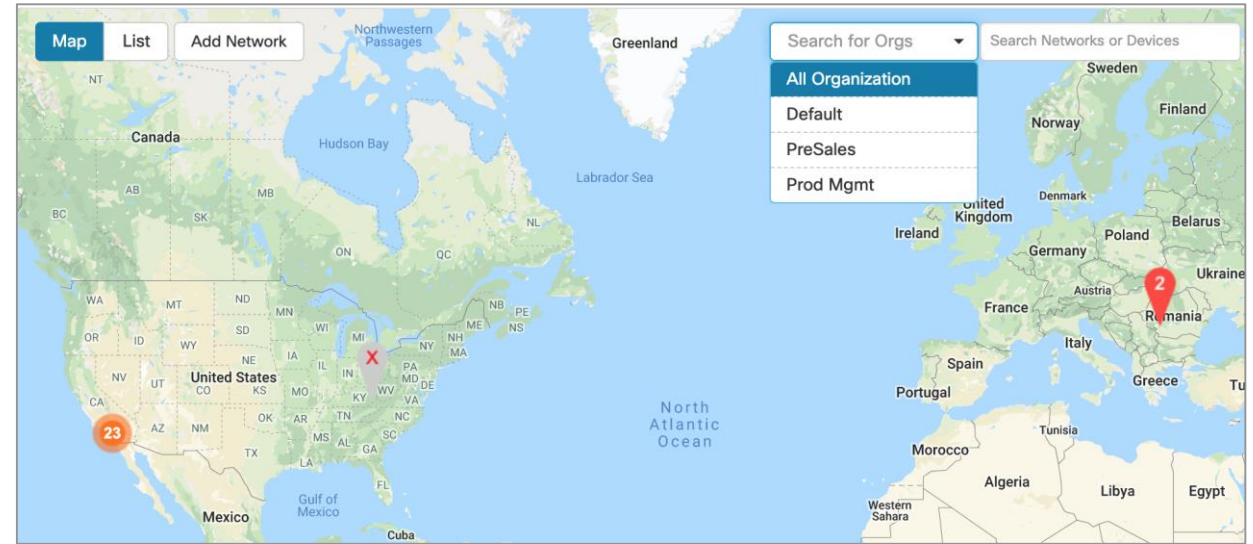 Map
List
Add Network
Search for Orgs
Search Networks or Devices
All Organization
Default
PreSales
Prod Mgmt
Northwestern
Passages
Greenland
Sweden
Finland
Norway
NT
Canada
Hudson Bay
Labrador Sea
AB
MB
BC
SK
NL
ON
QC
United
Kingdom
Denmark
Ireland
Belarus
Poland
Germany
Ukraine
Austria
2
France
Romania
Italy
Spain
Portugal
Greece
Tu
WA
MT
ND
MN
NB
PE
OR
ID
SD
WI
MI
ME
NS
NH
WY
NY
MA
X
NE
IA
IL
IN
PA
NV
UT
United States
CO
KS
MO
KY
WV
MD
DE
VA
CA
23
AZ
NM
OK
AR
TN
NC
MS
AL
SC
GA
TX
LA
FL
North
Atlantic
Ocean
Gulf of
Mexico
Mexico
Cuba
Tunisia
Morocco
Algeria
Libya
Egypt
Western
Sahara